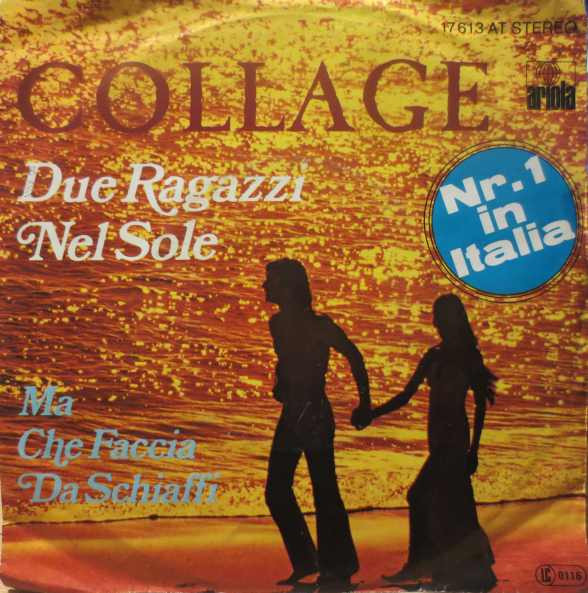 17 613 AT STEREO
COLLAGE
ariola
Due Ragazzi
Nel Sole
Nr.1
in
Italia
Ma
Che Faccia
Da Schiaffi
LC 0116